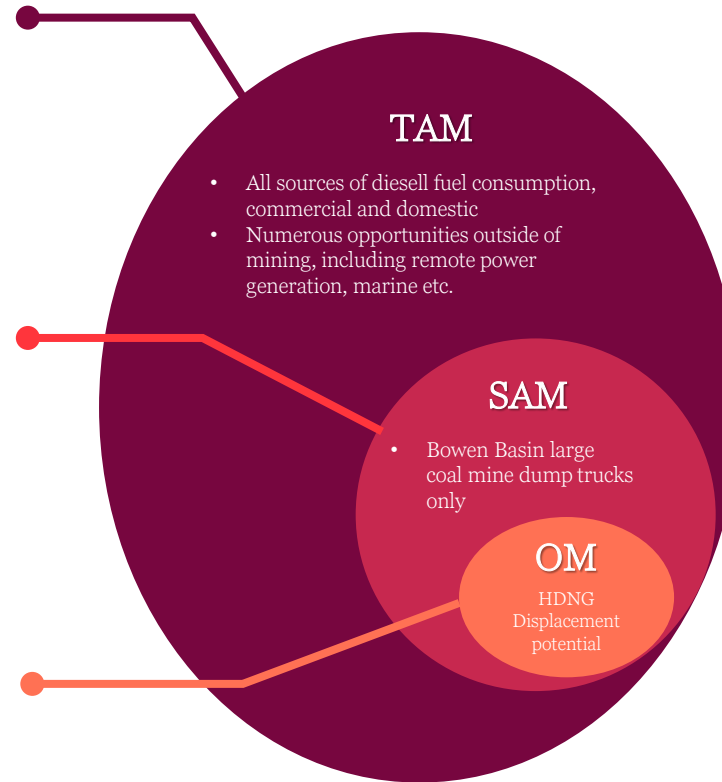 TAM
• All sources of diesell fuel consumption,
commercial and domestic
• Numerous opportunities outside of
mining, including remote power
generation, marine etc.
SAM
• Bowen Basin large
coal mine dump trucks
only
OM
HDNG
Displacement
potential